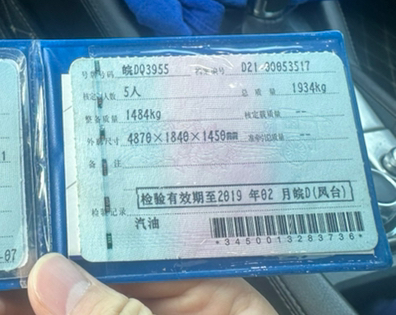 号牌号码 皖DQ3955 档案编号 D21 30053517
核定载人数 5人 总质量 1934kg
整备质量 1484kg 核定载质量 --
外廓尺寸 4870×1840×1450mm 准牵引总质量 --
备注
检验有效期至2019年02月皖D(凤台)
检验记录
汽油
*3450013283736*
1
-07